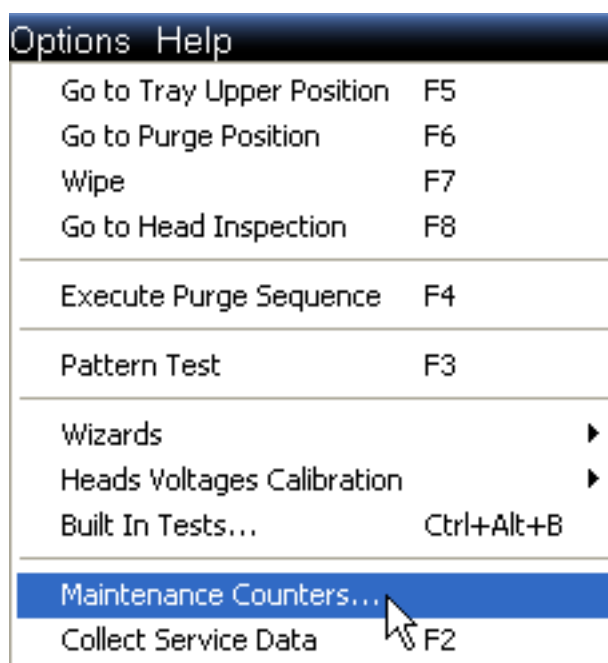 Options Help
Go to Tray Upper Position F5
Go to Purge Position F6
Wipe F7
Go to Head Inspection F8
Execute Purge Sequence F4
Pattern Test F3
Wizards
Heads Voltages Calibration
Built In Tests... Ctrl+Alt+B
Maintenance Counters...
Collect Service Data F2